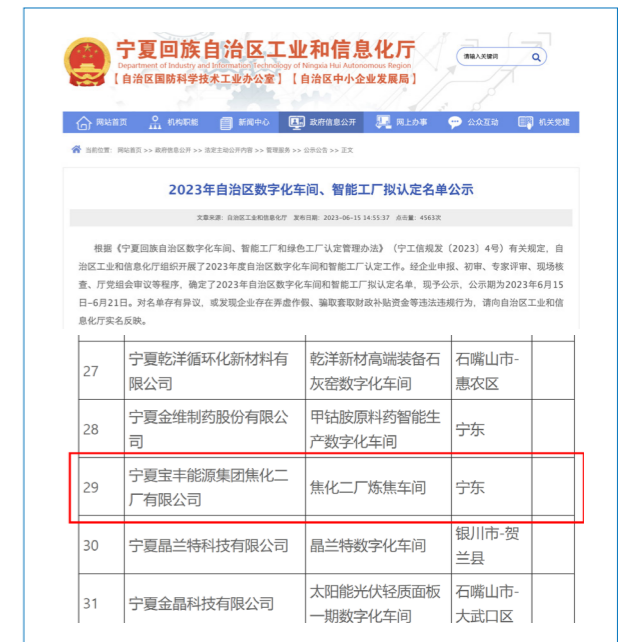 宁夏回族自治区工业和信息化厅
Department of Industry and Information Technology of Ningxia Hui Autonomous Region
【自治区国防科学技术工业办公室】【自治区中小企业发展局】
请输入关键词
网站首页 机构职能 新闻中心 政府信息公开 网上办事 公众互动 机关党建
当前位置： 网站首页 >> 政府信息公开 >> 法定主动公开内容 >> 管理服务 >> 公示公告 >> 正文
2023年自治区数字化车间、智能工厂拟认定名单公示
文章来源：自治区工业和信息化厅 发布日期：2023-06-15 14:55:37 点击量：4563次
根据《宁夏回族自治区数字化车间、智能工厂和绿色工厂认定管理办法》（宁工信规发〔2023〕4号）有关规定，自
治区工业和信息化厅组织开展了2023年度自治区数字化车间和智能工厂认定工作。经企业申报、初审、专家评审、现场核
查、厅党组会审议等程序，确定了2023年自治区数字化车间和智能工厂拟认定名单，现予公示，公示期为2023年6月15
日–6月21日。对名单存有异议，或发现企业存在弄虚作假、骗取套取财政补贴资金等违法违规行为，请向自治区工业和信
息化厅实名反映。
27 宁夏乾洋循环化新材料有 乾洋新材高端装备石 石嘴山市-
限公司 灰窑数字化车间 惠农区
28 宁夏金维制药股份有限公 甲钴胺原料药智能生 宁东
司 产数字化车间
29 宁夏宝丰能源集团焦化二 焦化二厂炼焦车间 宁东
厂有限公司
30 宁夏晶兰特科技有限公司 晶兰特数字化车间 银川市-贺
兰县
31 宁夏金晶科技有限公司 太阳能光伏轻质面板 石嘴山市-
一期数字化车间 大武口区